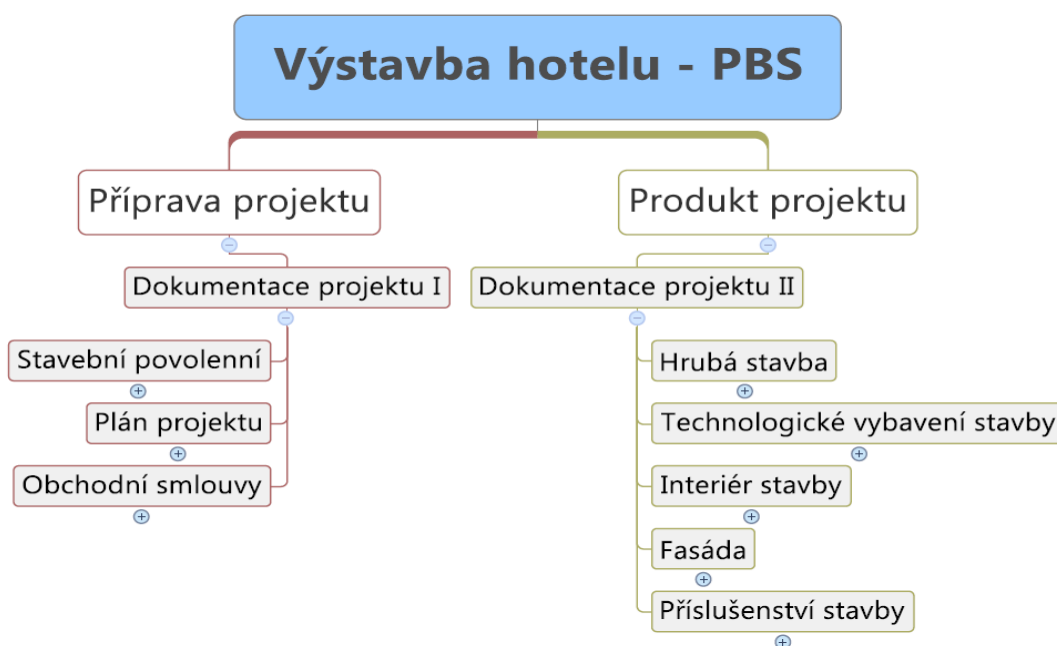 Výstavba hotelu - PBS
Příprava projektu
Dokumentace projektu I
Stavební povolenní
Plán projektu
Obchodní smlouvy
Produkt projektu
Dokumentace projektu II
Hrubá stavba
Technologické vybavení stavby
Interiér stavby
Fasáda
Příslušenství stavby